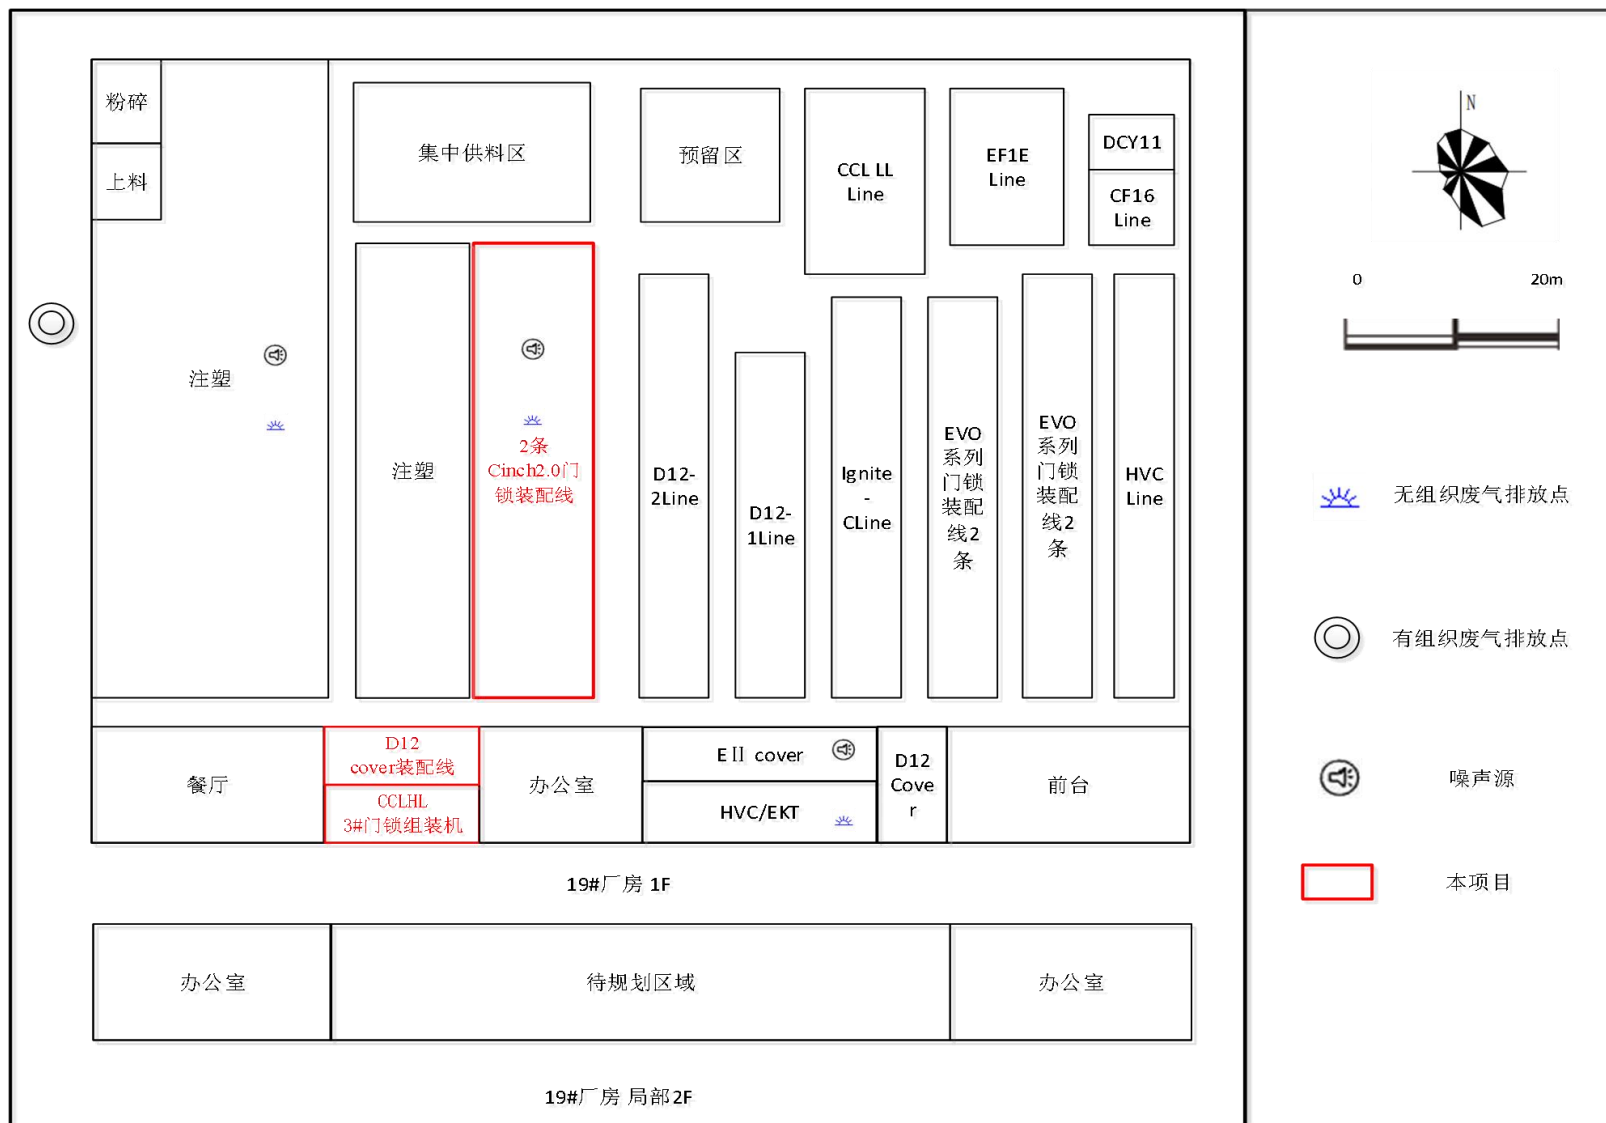 粉碎
上料
注塑
集中供料区
预留区
CCL LL
Line
EF1E
Line
DCY11
CF16
Line
注塑
2条
Cinch2.0门
锁装配线
D12-
2Line
D12-
1Line
Ignite
-
CLine
EVO
系列
门锁
装配
线2
条
EVO
系列
门锁
装配
线2
条
HVC
Line
餐厅
D12
cover装配线
CCLHL
3#门锁组装机
办公室
EⅡ cover
HVC/EKT
D12
Cove
r
前台
19#厂房 1F
办公室
待规划区域
办公室
19#厂房 局部2F
N
0
20m
无组织废气排放点
有组织废气排放点
噪声源
本项目